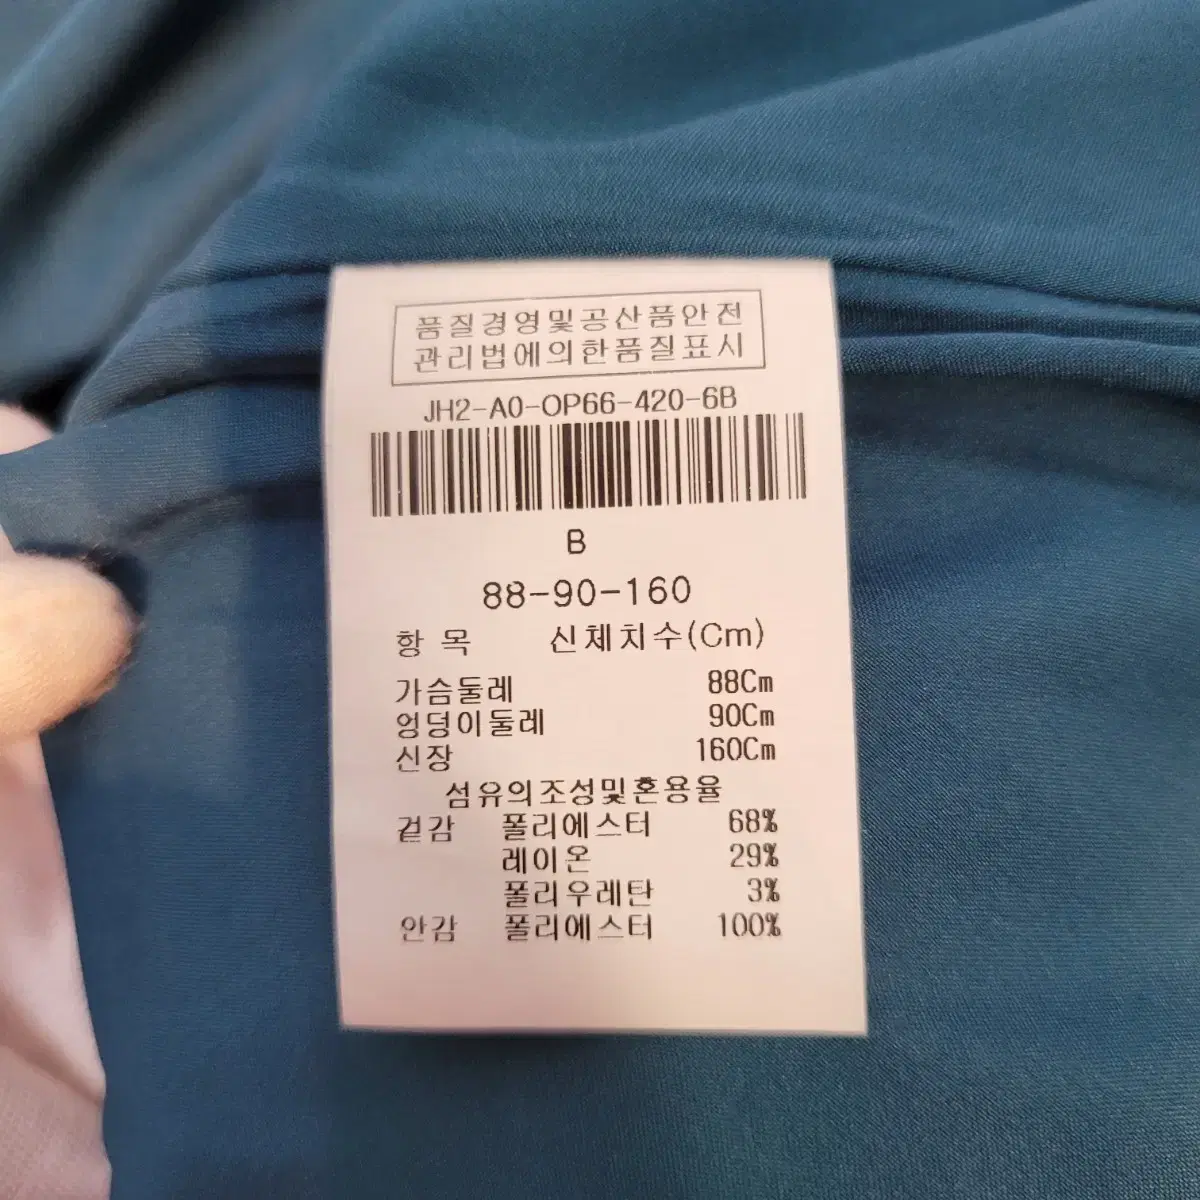 품질경영및공산품안전
관리법에의한품질표시
JH2-A0-OP66-420-6B
B
88-90-160
항 목 신체치수(Cm)
가슴둘레 88Cm
엉덩이둘레 90Cm
신장 160Cm
섬유의조성및혼용율
겉감 폴리에스터 68%
레이온 29%
폴리우레탄 3%
안감 폴리에스터 100%